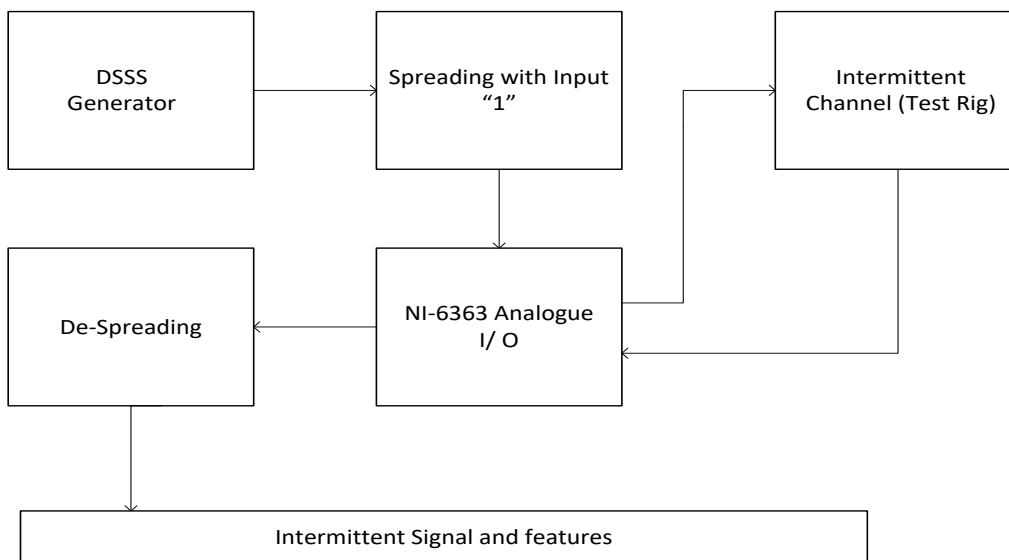 DSSS
Generator
Spreading with Input
“1”
Intermittent
Channel (Test Rig)
De-Spreading
NI-6363 Analogue
I/ O
Intermittent Signal and features